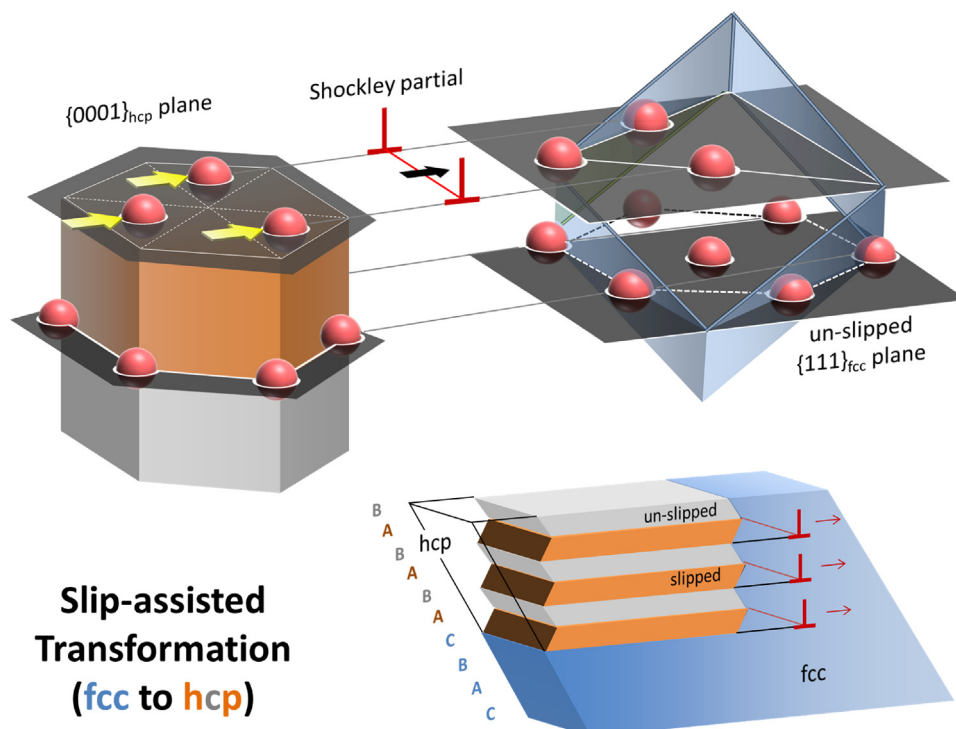 {0001}hcp plane
Shockley partial
un-slipped
{111}fcc plane
B
A
B
A
B
A
C
B
A
C
hcp
un-slipped
slipped
fcc
Slip-assisted
Transformation
(fcc to hcp)